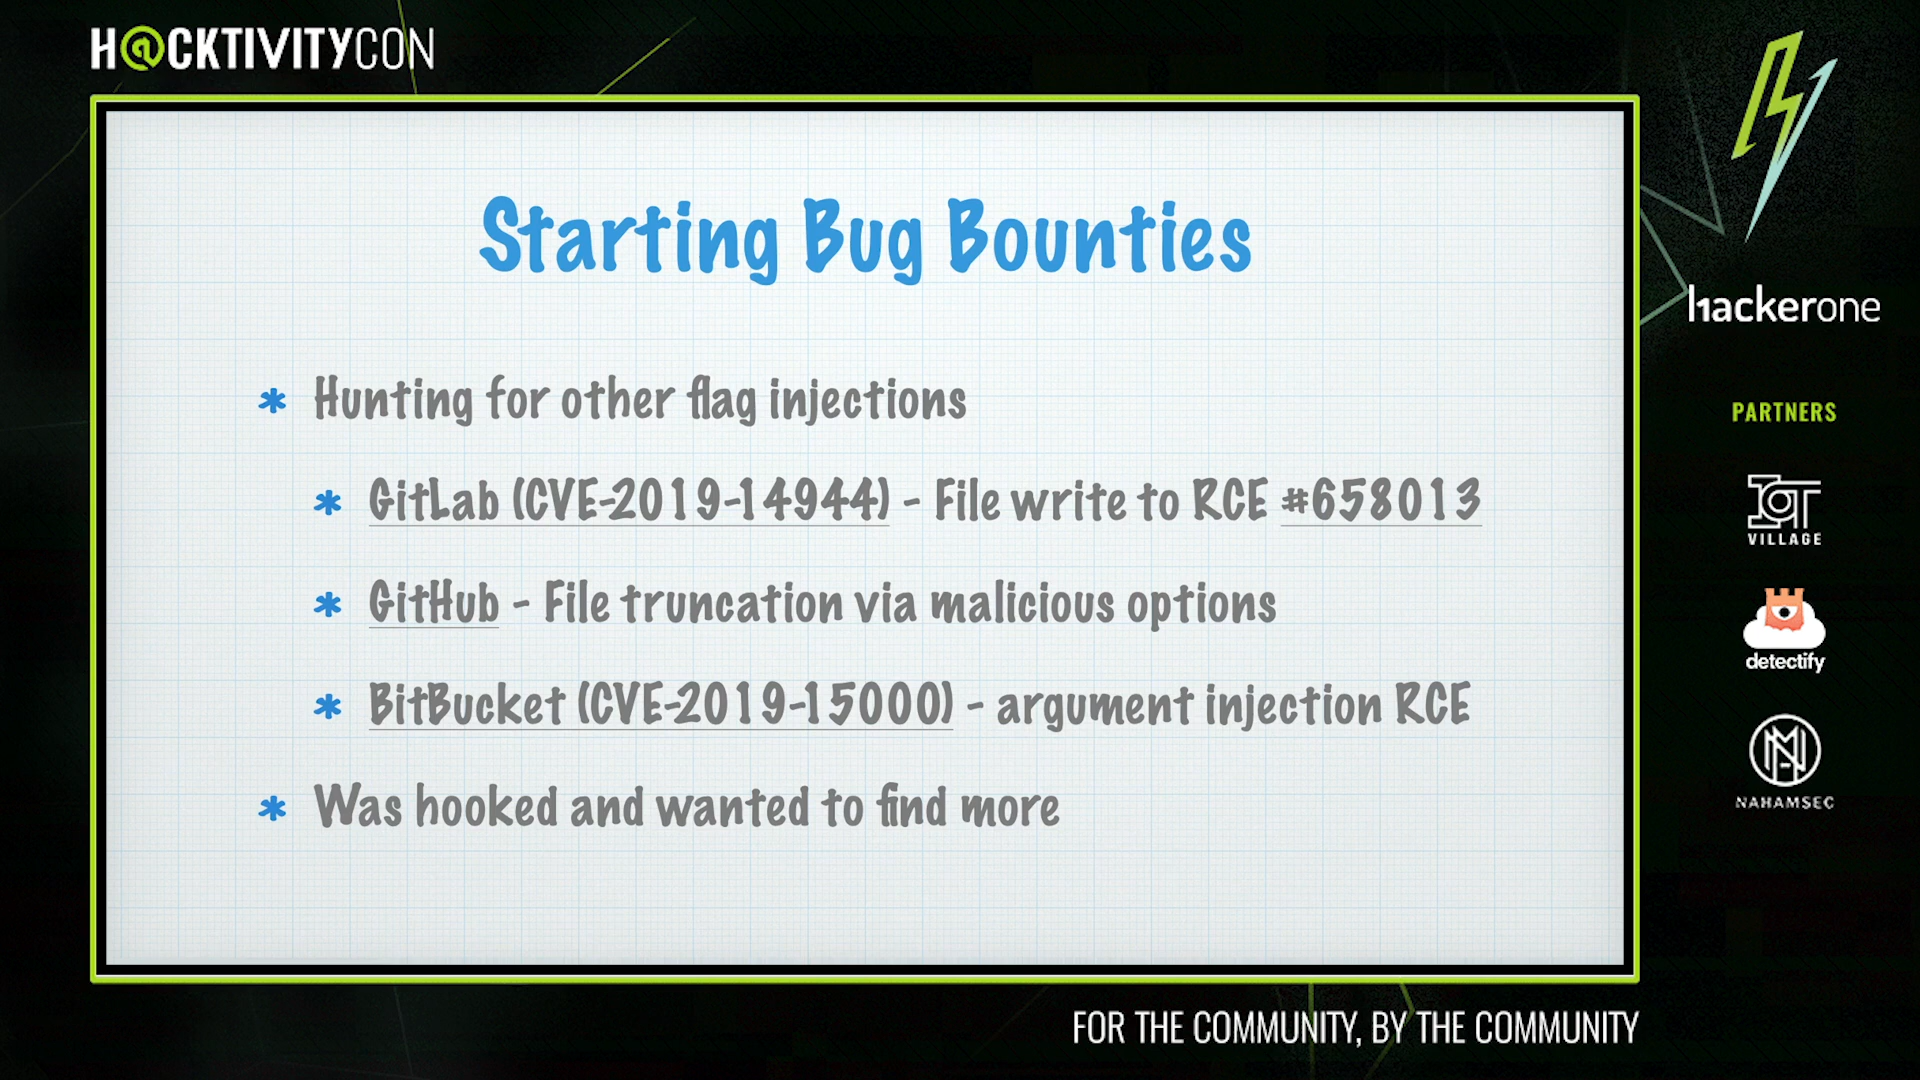 H@CKTIVITYCON
Starting Bug Bounties
* Hunting for other flag injections
* GitLab (CVE-2019-14944) - File write to RCE #658013
* GitHub - File truncation via malicious options
* BitBucket (CVE-2019-15000) - argument injection RCE
* Was hooked and wanted to find more
hackerone
PARTNERS
IOT
VILLAGE
detectify
NAHAMSEC
FOR THE COMMUNITY, BY THE COMMUNITY